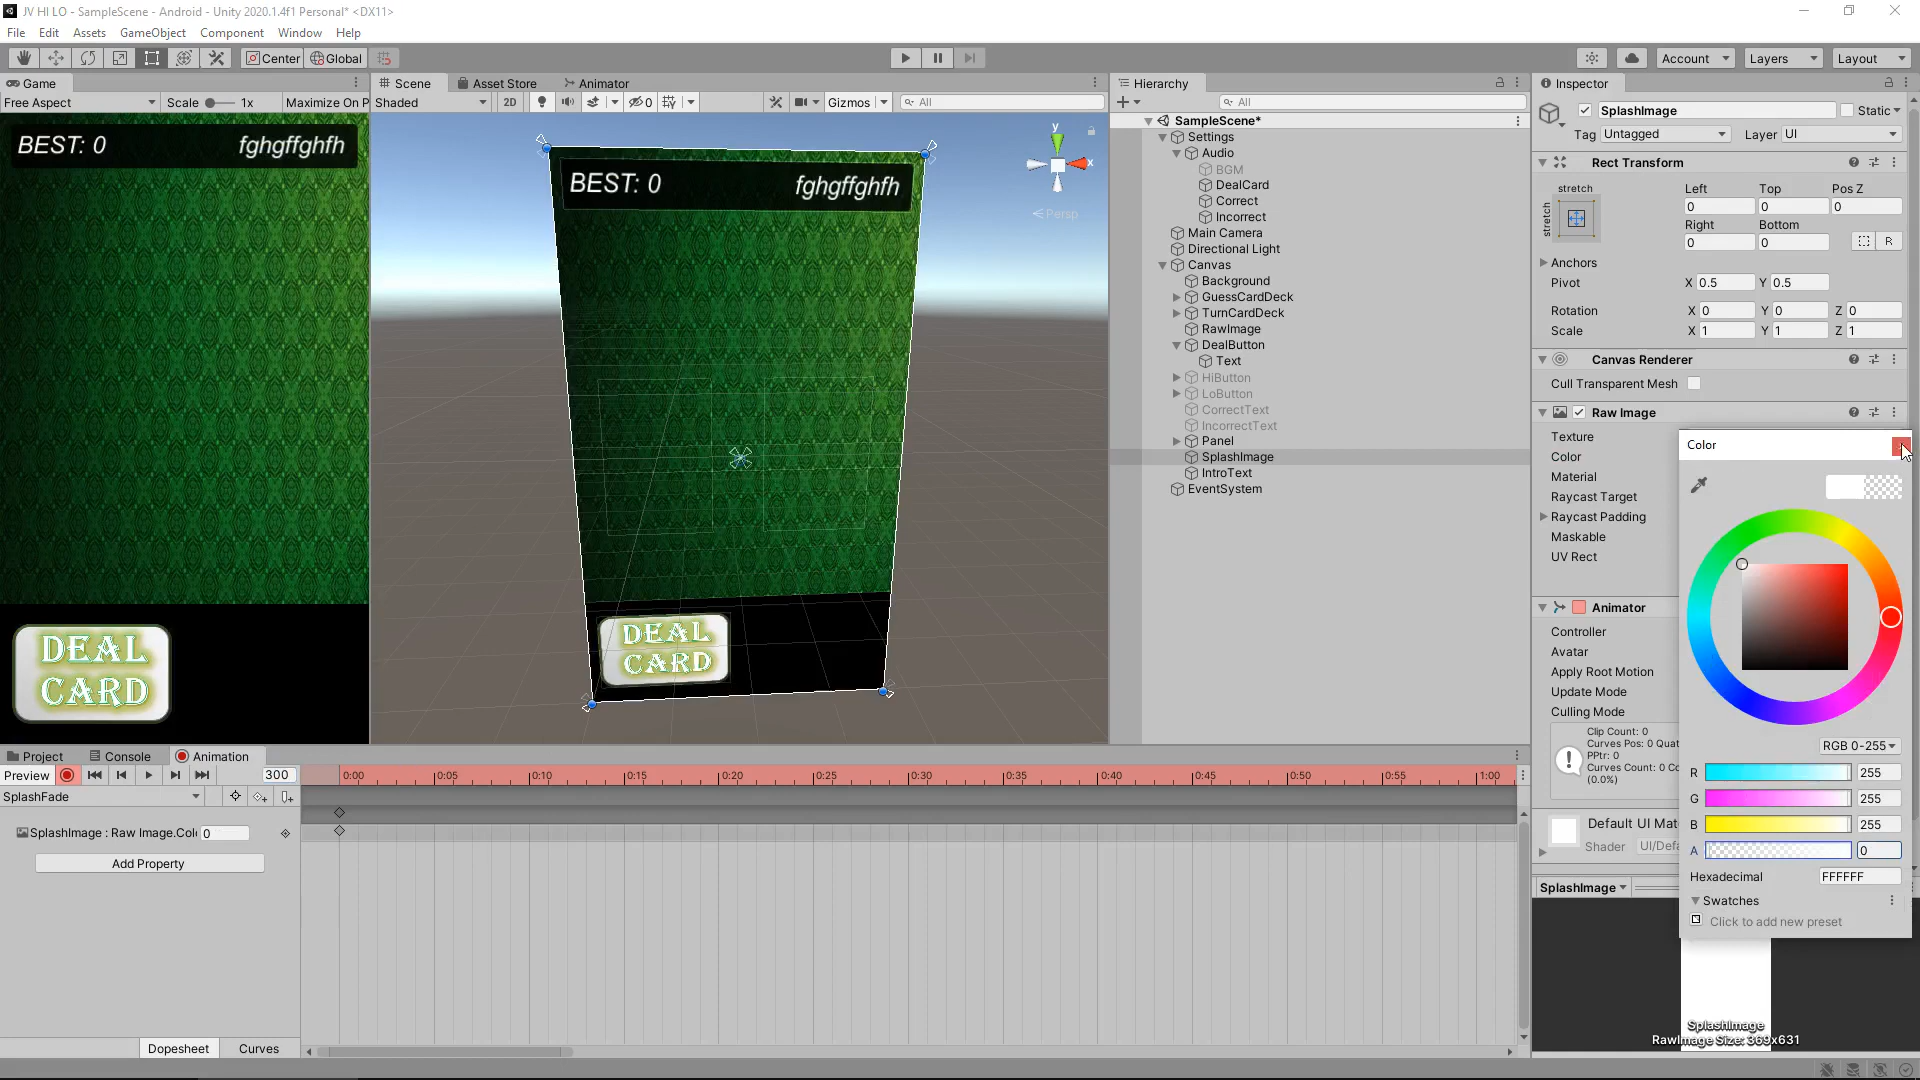 JV HI LO - SampleScene - Android - Unity 2020.1.4f1 Personal* <DX11>
File Edit Assets GameObject Component Window Help
Center Global Account Layers Layout
Game Scene Asset Store Animator Hierarchy Inspector
Free Aspect Scale 1x Maximize On P Shaded 2D 0 Gizmos All All
BEST: 0 fghgffghfh
DEAL
CARD
BEST: 0 fghgffghfh
DEAL
CARD
y
x
Persp
SampleScene*
Settings
Audio
BGM
DealCard
Correct
Incorrect
Main Camera
Directional Light
Canvas
Background
GuessCardDeck
TurnCardDeck
RawImage
DealButton
Text
HiButton
LoButton
CorrectText
IncorrectText
Panel
SplashImage
IntroText
EventSystem
SplashImage Static
Tag Untagged Layer UI
Rect Transform
stretch Left Top Pos Z
stretch 0 0 0
Right Bottom
0 0 R
Anchors
Pivot X 0.5 Y 0.5
Rotation X 0 Y 0 Z 0
Scale X 1 Y 1 Z 1
Canvas Renderer
Cull Transparent Mesh
Raw Image
Texture
Color
Material
Raycast Target
Raycast Padding
Maskable
UV Rect
Animator
Controller
Avatar
Apply Root Motion
Update Mode
Culling Mode
Clip Count: 0
Curves Pos: 0 Quat
PPtr: 0
Curves Count: 0 Co
(0.0%)
Default UI Mat
Shader UI/Defa
SplashImage
SplashImage
RawImage Size: 369x631
Color
RGB 0-255
R 255
G 255
B 255
A 0
Hexadecimal FFFFFF
Swatches
Click to add new preset
Project Console Animation
Preview 300 0:00 0:05 0:10 0:15 0:20 0:25 0:30 0:35 0:40 0:45 0:50 0:55 1:00
SplashFade
SplashImage : Raw Image.Col 0
Add Property
Dopesheet Curves